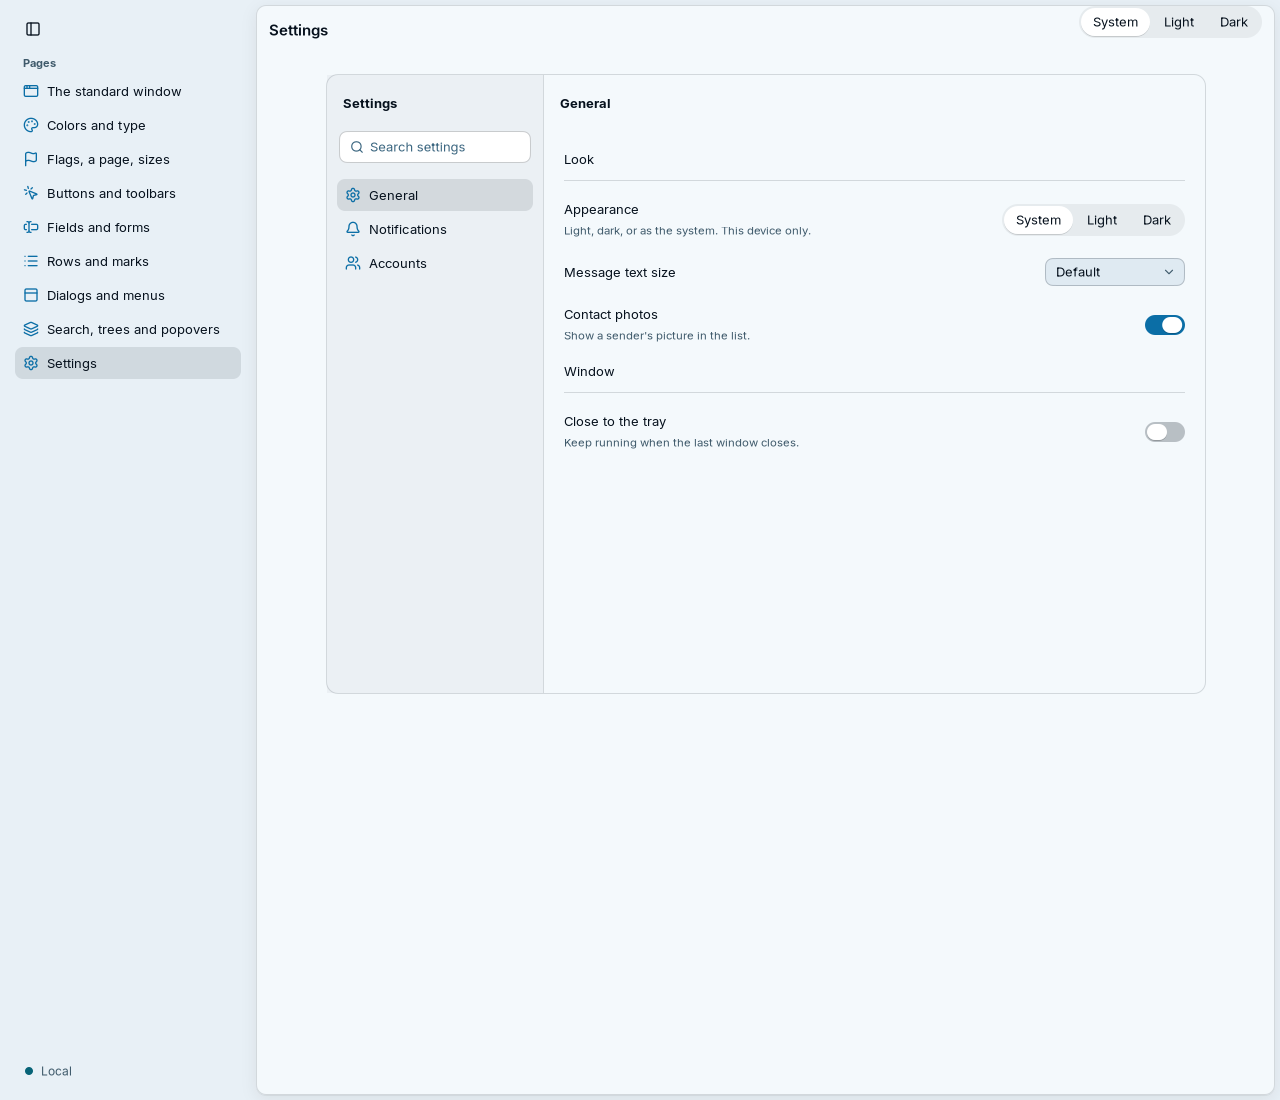 Settings
System Light Dark
Pages
The standard window
Colors and type
Flags, a page, sizes
Buttons and toolbars
Fields and forms
Rows and marks
Dialogs and menus
Search, trees and popovers
Settings
Local
Settings
Search settings
General
Notifications
Accounts
General
Look
Appearance
Light, dark, or as the system. This device only.
System Light Dark
Message text size
Default
Contact photos
Show a sender's picture in the list.
Window
Close to the tray
Keep running when the last window closes.